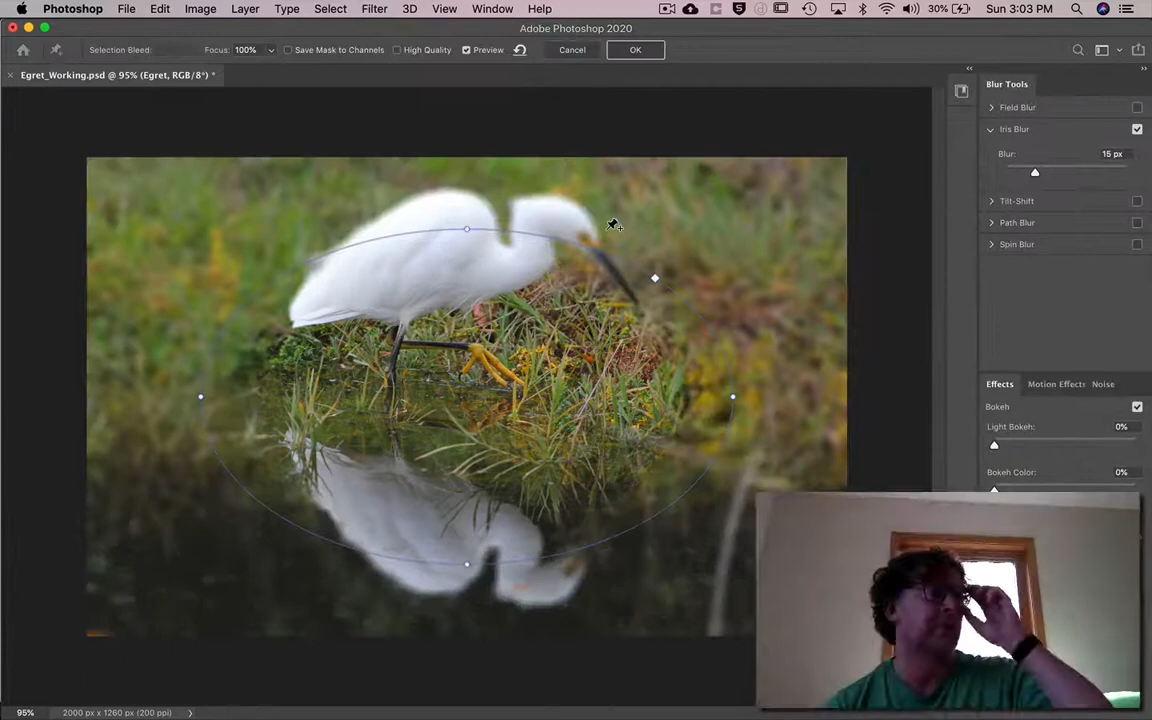 Photoshop File Edit Image Layer Type Select Filter 3D View Window Help 30% Sun 3:03 PM
Adobe Photoshop 2020
Selection Bleed: Focus: 100% Save Mask to Channels High Quality Preview Cancel OK
Egret_Working.psd @ 95% (Egret, RGB/8*) *
Blur Tools
Field Blur
Iris Blur
Blur: 15 px
Tilt-Shift
Path Blur
Spin Blur
Effects Motion Effects Noise
Bokeh
Light Bokeh: 0%
Bokeh Color: 0%
95% 2000 px x 1260 px (200 ppi)